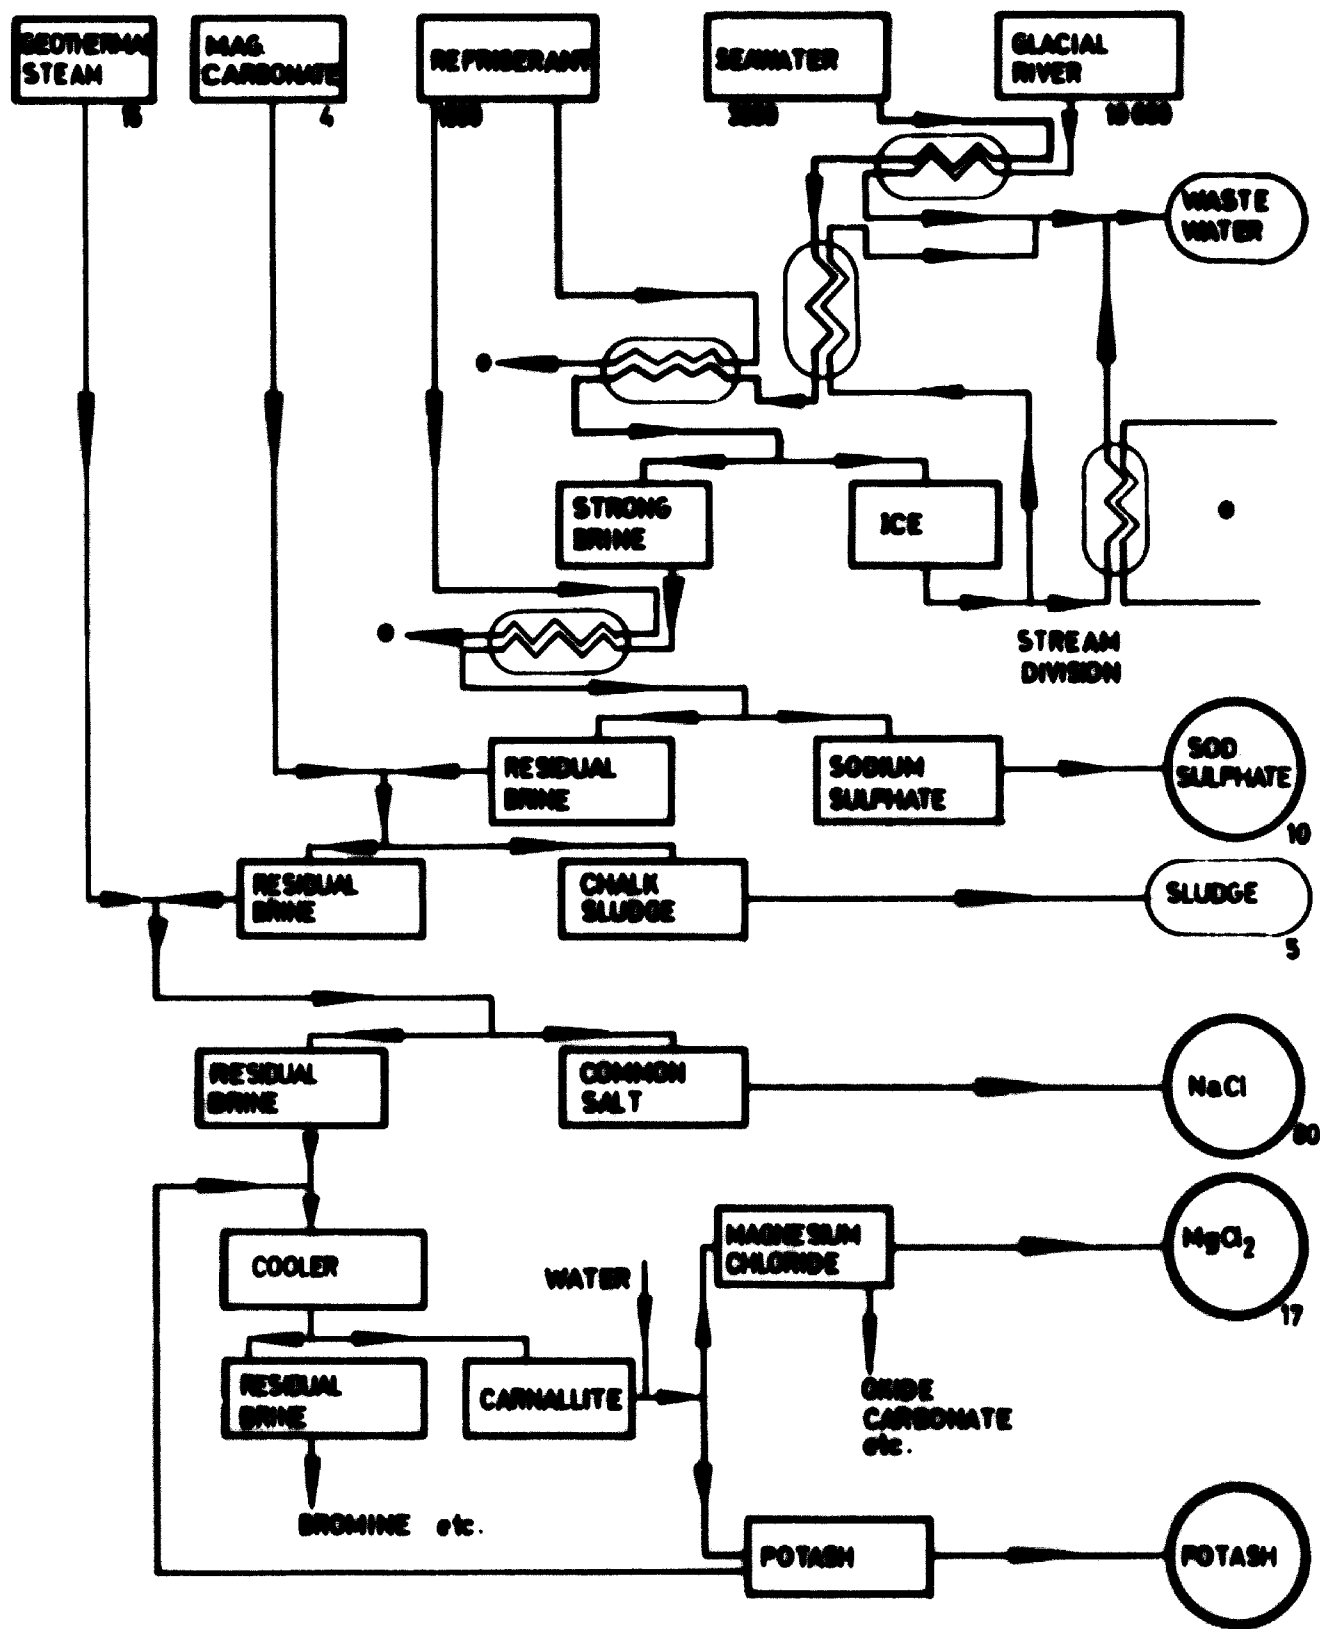 GEOTHERMAL
STEAM
15
MAG.
CARBONATE
4
REFRIGERANT
1000
SEAWATER
GLACIAL
RIVER
10 000
WASTE
WATER
STRONG
BRINE
ICE
STREAM
DIVISION
RESIDUAL
BRINE
SODIUM
SULPHATE
SOD
SULPHATE
10
RESIDUAL
BRINE
CHALK
SLUDGE
SLUDGE
5
RESIDUAL
BRINE
COMMON
SALT
NaCl
80
COOLER
WATER
MAGNESIUM
CHLORIDE
MgCl2
17
RESIDUAL
BRINE
CARNALLITE
OXIDE
CARBONATE
etc.
BROMINE etc.
POTASH
POTASH